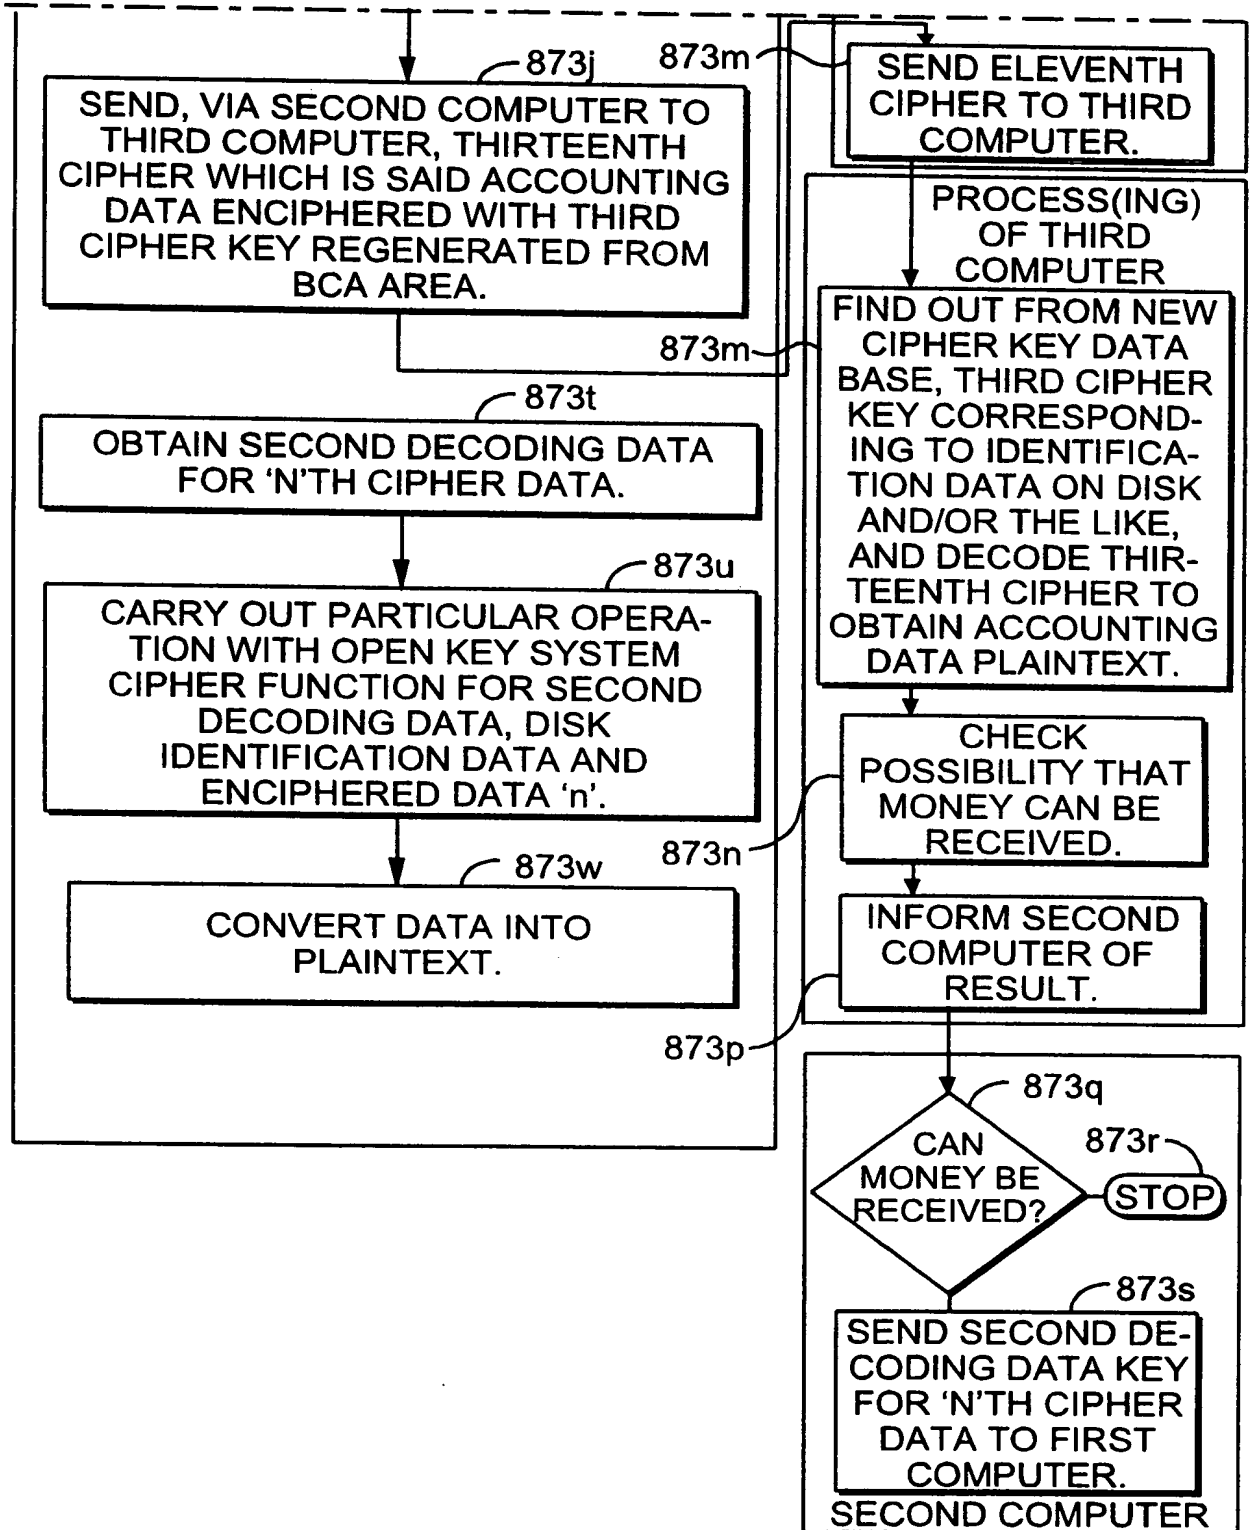 873j
SEND, VIA SECOND COMPUTER TO
THIRD COMPUTER, THIRTEENTH
CIPHER WHICH IS SAID ACCOUNTING
DATA ENCIPHERED WITH THIRD
CIPHER KEY REGENERATED FROM
BCA AREA.
873t
OBTAIN SECOND DECODING DATA
FOR ‘N’TH CIPHER DATA.
873u
CARRY OUT PARTICULAR OPERA-
TION WITH OPEN KEY SYSTEM
CIPHER FUNCTION FOR SECOND
DECODING DATA, DISK
IDENTIFICATION DATA AND
ENCIPHERED DATA ‘n’.
873w
CONVERT DATA INTO
PLAINTEXT.
873m
SEND ELEVENTH
CIPHER TO THIRD
COMPUTER.
PROCESS(ING)
OF THIRD
COMPUTER
873m
FIND OUT FROM NEW
CIPHER KEY DATA
BASE, THIRD CIPHER
KEY CORRESPOND-
ING TO IDENTIFICA-
TION DATA ON DISK
AND/OR THE LIKE,
AND DECODE THIR-
TEENTH CIPHER TO
OBTAIN ACCOUNTING
DATA PLAINTEXT.
873n
CHECK
POSSIBILITY THAT
MONEY CAN BE
RECEIVED.
873p
INFORM SECOND
COMPUTER OF
RESULT.
873q
CAN
MONEY BE
RECEIVED?
873r
STOP
873s
SEND SECOND DE-
CODING DATA KEY
FOR ‘N’TH CIPHER
DATA TO FIRST
COMPUTER.
SECOND COMPUTER